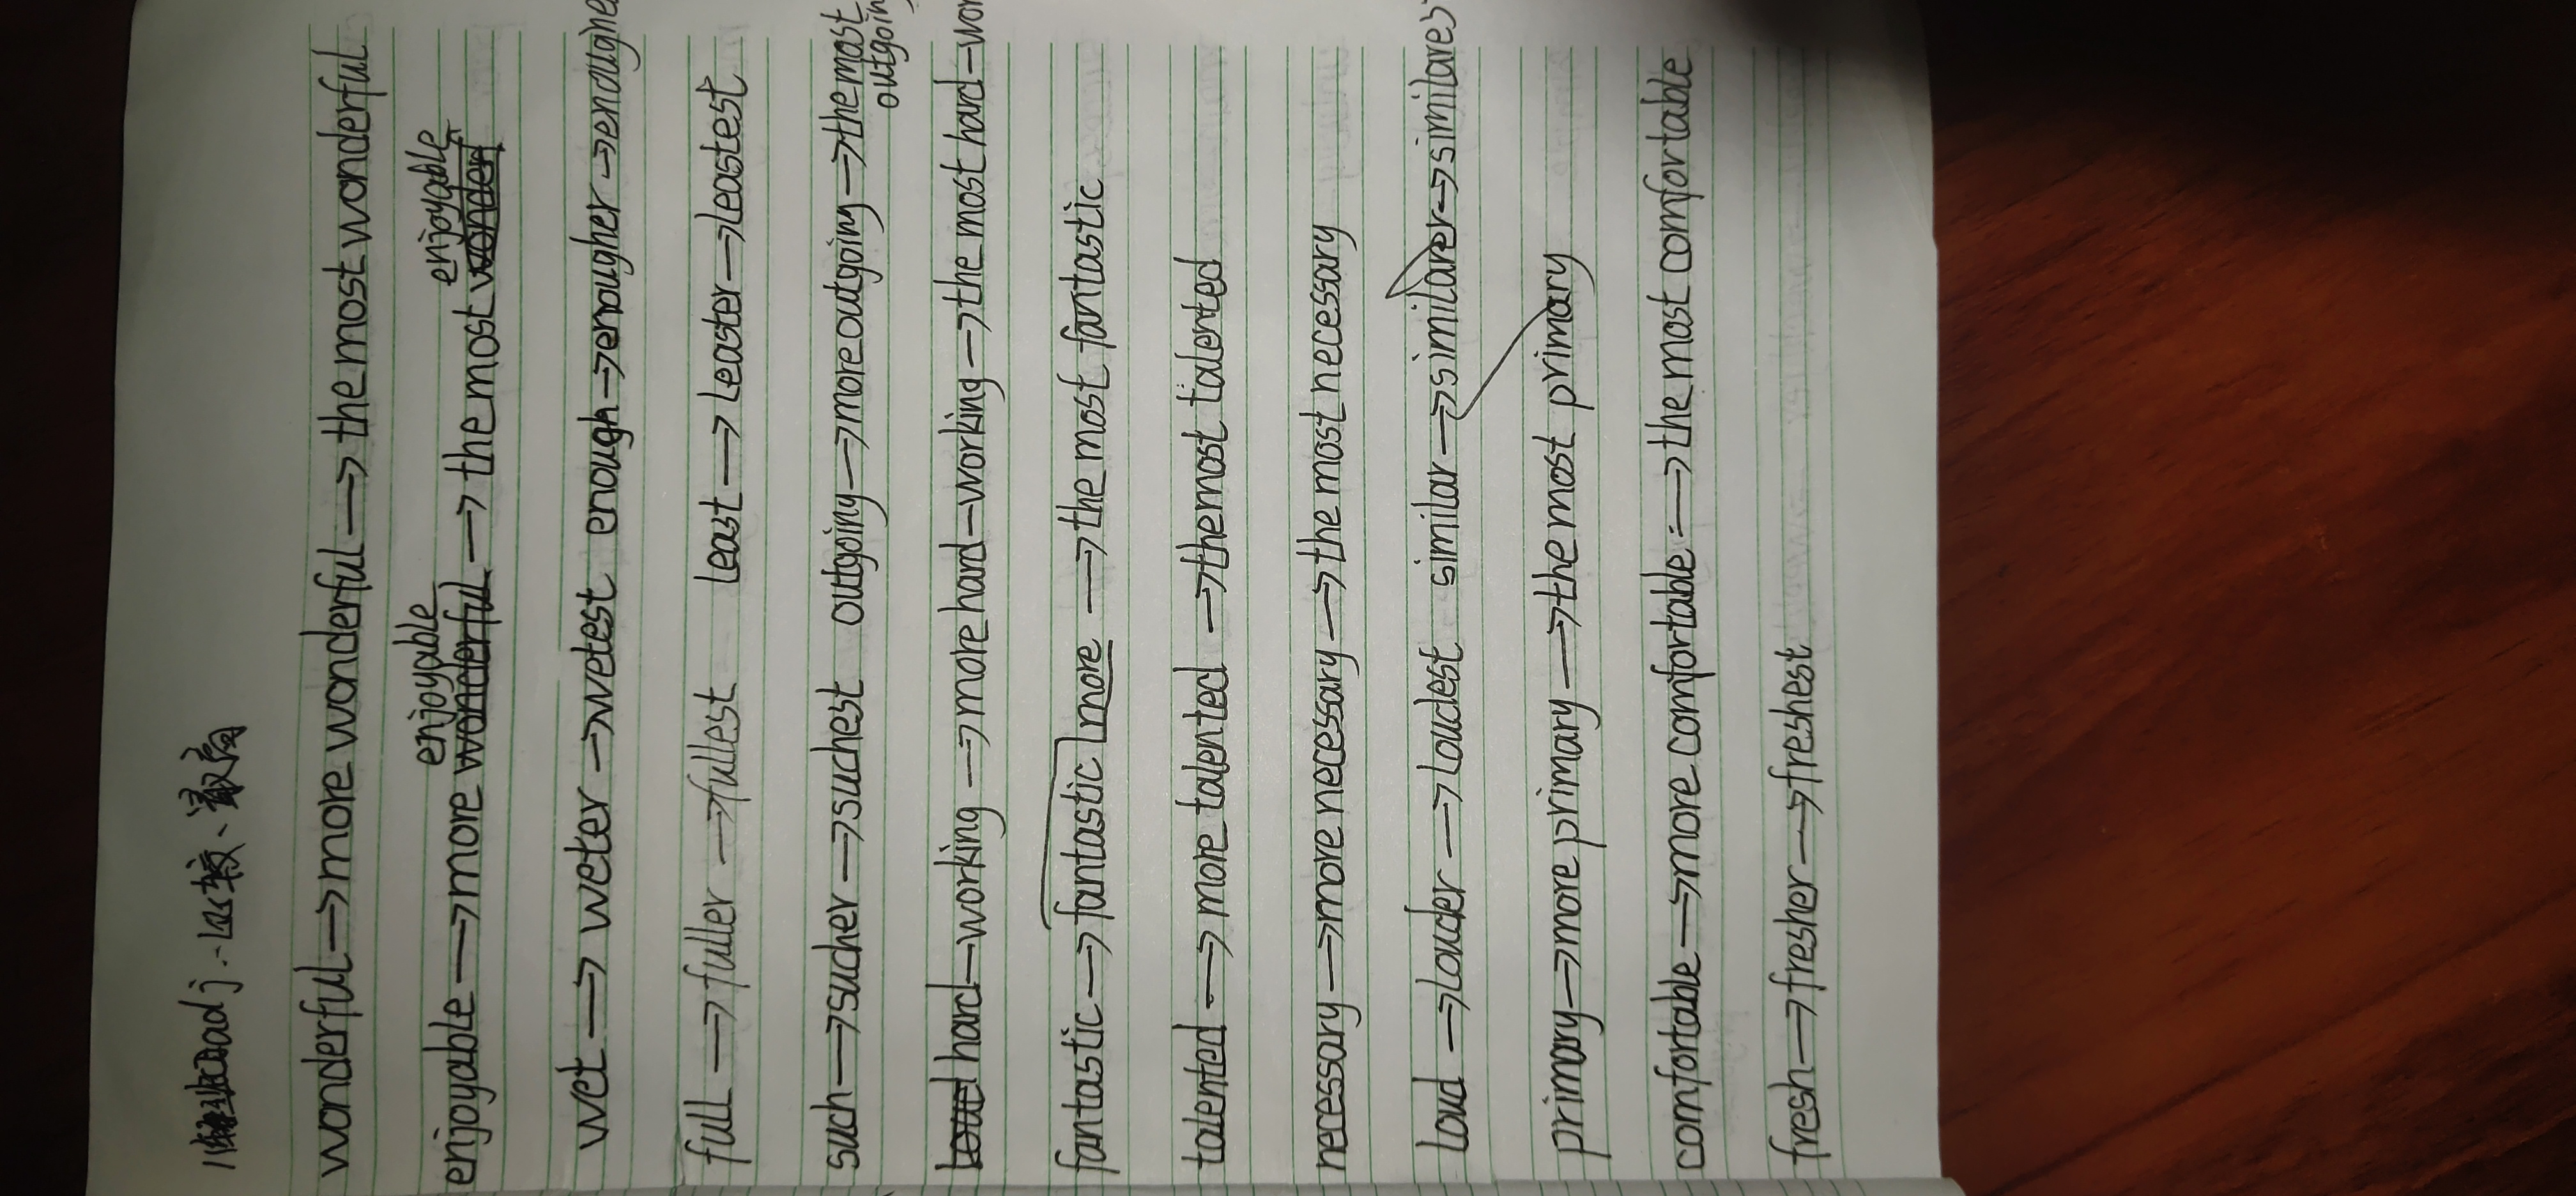 adj.比较、最高
wonderful→more wonderful→the most wonderful
enjoyable enjoyable
enjoyable→more wonderful→the most wonderf
wet→weter→wetest enough→enougher→enoughe
full→fuller→fullest least→leaster→leastest
such→sucher→suchest outgoing→more outgoing→the most
outgoin
loud hard-working→more hard-working→the most hard-wor
fantastic→fantastic more→the most fantastic
talented→more talented→the most talented
necessary→more necessary→the most necessary
loud→louder→loudest similar→similarer→similares
primary→more primary→the most primary
comfortable→more comfortable→the most comfortable
fresh→fresher→freshest